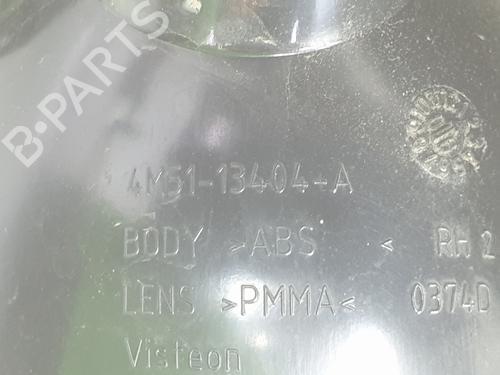 B-PARTS
4M51-13404-A
BODY >ABS <
RH 2
LENS >PMMA<
0374D
Visteon